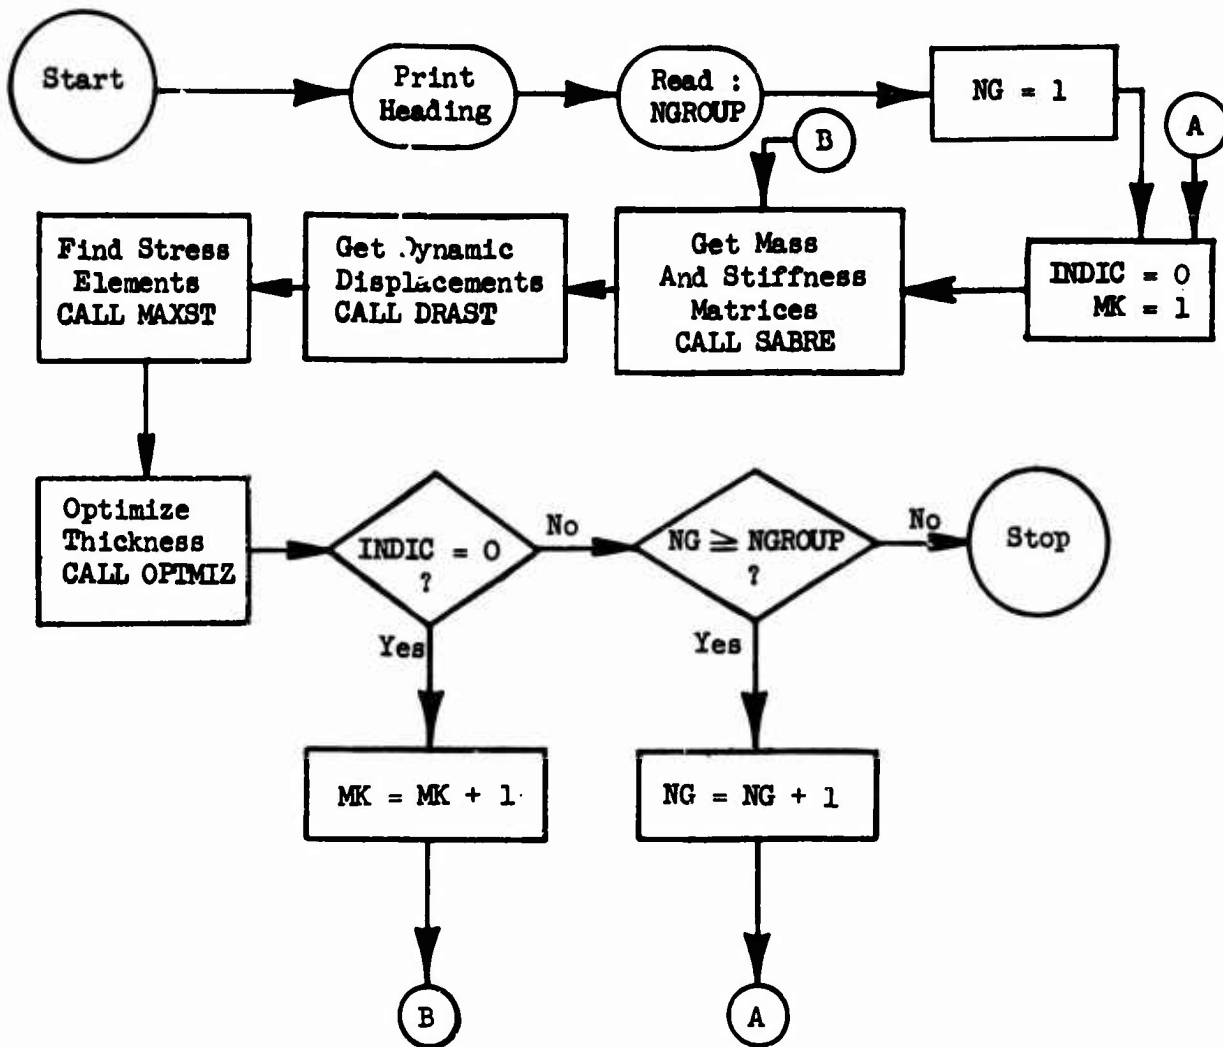 Start
Print
Heading
Read :
NGROUP
NG = 1
A
B
INDIC = 0
MK = 1
Get Mass
And Stiffness
Matrices
CALL SABRE
Get Dynamic
Displacements
CALL DRAST
Find Stress
Elements
CALL MAXST
Optimize
Thickness
CALL OPTMIZ
INDIC = 0
?
No
NG ≧ NGROUP
?
No
Stop
Yes
Yes
MK = MK + 1
NG = NG + 1
B
A